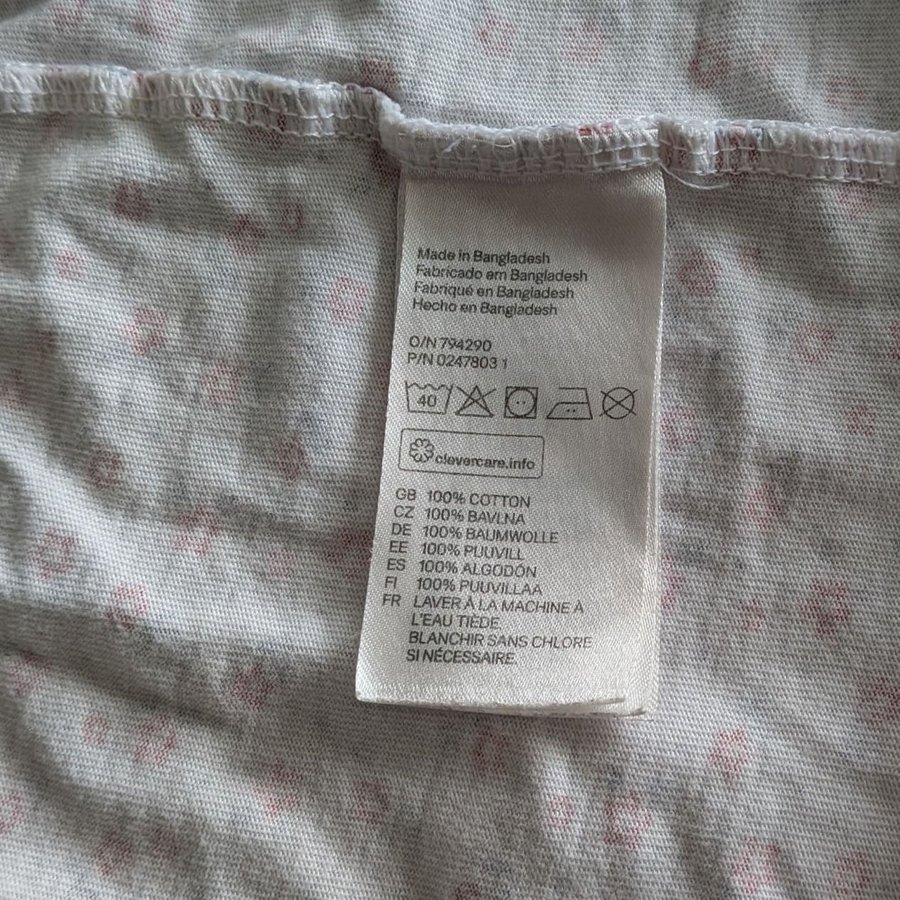 Made in Bangladesh
Fabricado em Bangladesh
Fabriqué en Bangladesh
Hecho en Bangladesh
O/N 794290
P/N 0247803 1
40
clevercare.info
GB 100% COTTON
CZ 100% BAVLNA
DE 100% BAUMWOLLE
EE 100% PUUVILL
ES 100% ALGODÓN
FI 100% PUUVILLAA
FR LAVER À LA MACHINE À
L'EAU TIÈDE.
BLANCHIR SANS CHLORE
SI NÉCESSAIRE.